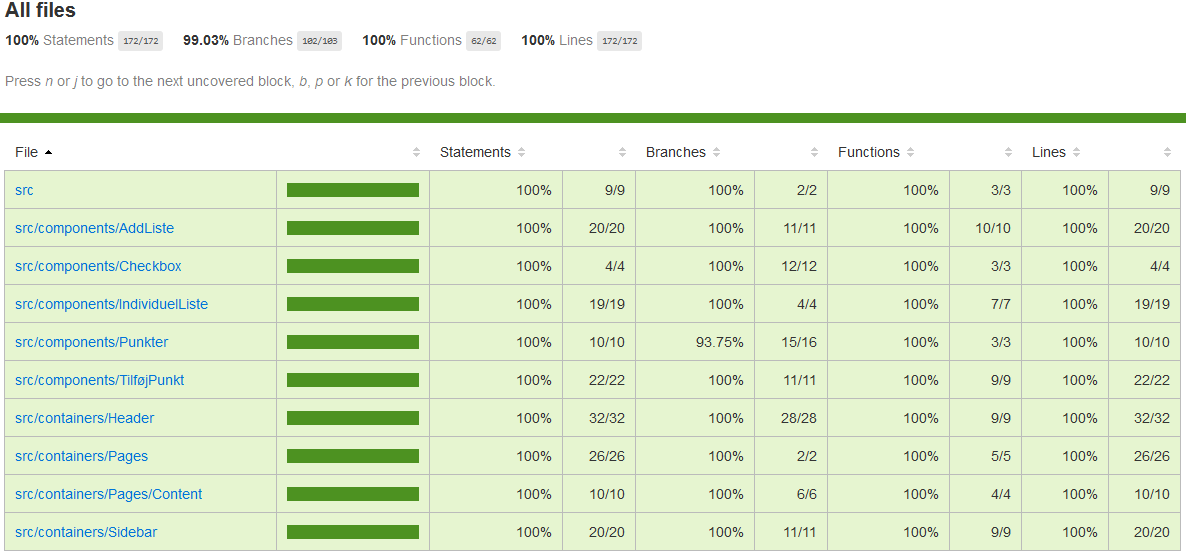 All files
100% Statements 172/172 99.03% Branches 102/103 100% Functions 62/62 100% Lines 172/172
Press n or j to go to the next uncovered block, b, p or k for the previous block.
File Statements Branches Functions Lines
src 100% 9/9 100% 2/2 100% 3/3 100% 9/9
src/components/AddListe 100% 20/20 100% 11/11 100% 10/10 100% 20/20
src/components/Checkbox 100% 4/4 100% 12/12 100% 3/3 100% 4/4
src/components/IndividuelListe 100% 19/19 100% 4/4 100% 7/7 100% 19/19
src/components/Punkter 100% 10/10 93.75% 15/16 100% 3/3 100% 10/10
src/components/TilføjPunkt 100% 22/22 100% 11/11 100% 9/9 100% 22/22
src/containers/Header 100% 32/32 100% 28/28 100% 9/9 100% 32/32
src/containers/Pages 100% 26/26 100% 2/2 100% 5/5 100% 26/26
src/containers/Pages/Content 100% 10/10 100% 6/6 100% 4/4 100% 10/10
src/containers/Sidebar 100% 20/20 100% 11/11 100% 9/9 100% 20/20